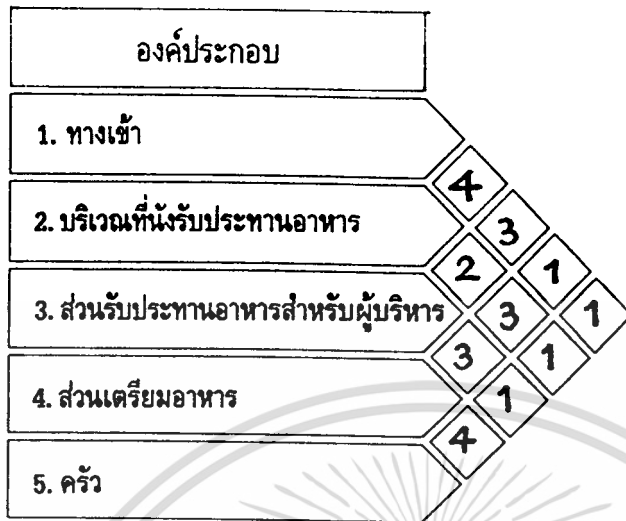 องค์ประกอบ
1. ทางเข้า
4
3
2. บริเวณที่นั่งรับประทานอาหาร
2
1
3. ส่วนรับประทานอาหารสำหรับผู้บริหาร
3
1
3
1
4. ส่วนเตรียมอาหาร
1
4
5. ครัว